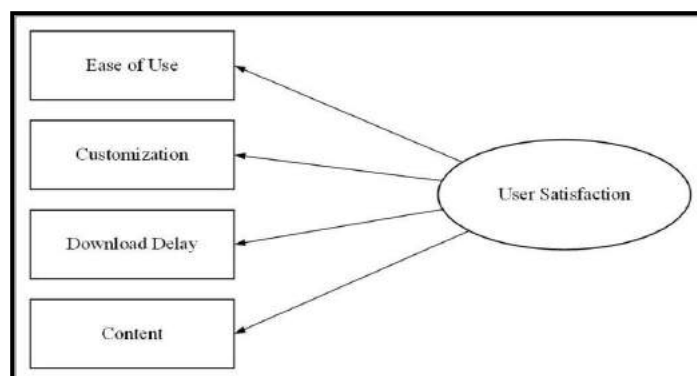 Ease of Use
Customization
User Satisfaction
Download Delay
Content